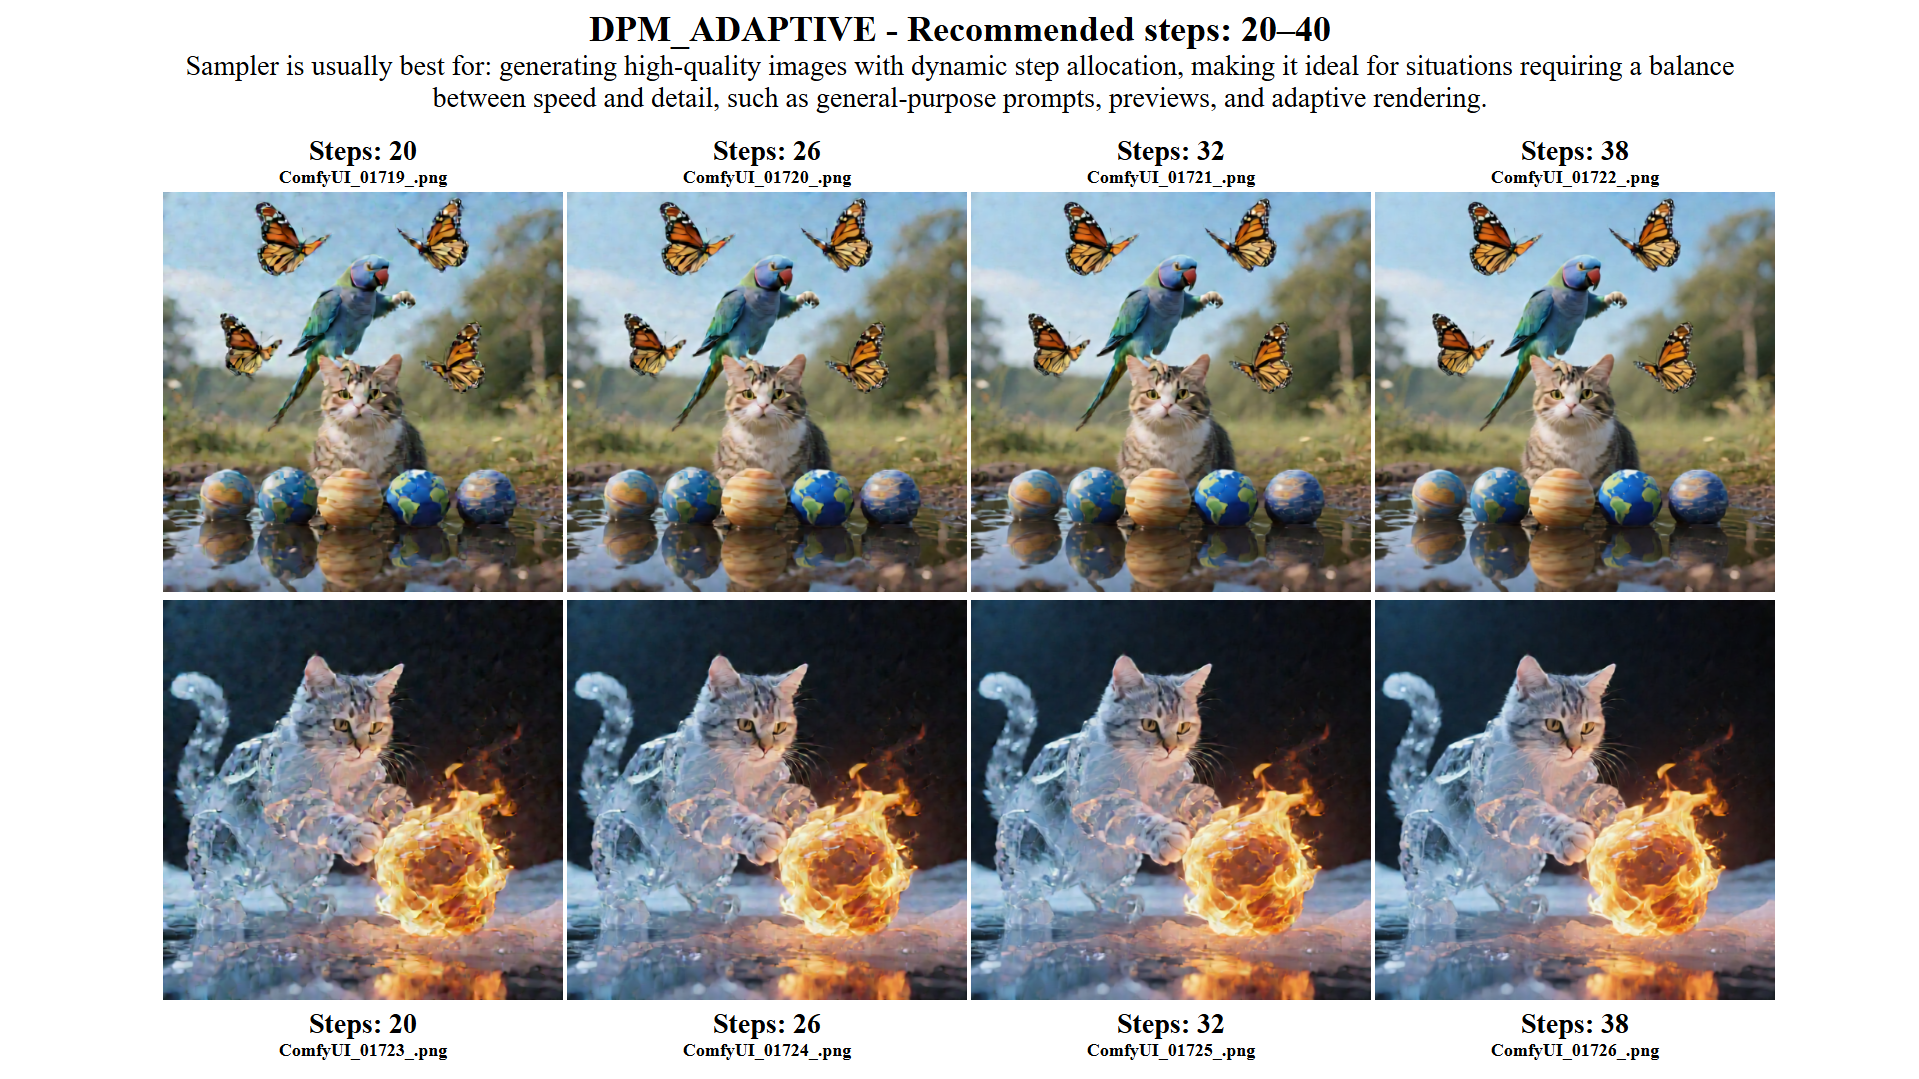 DPM_ADAPTIVE - Recommended steps: 20–40
Sampler is usually best for: generating high-quality images with dynamic step allocation, making it ideal for situations requiring a balance
between speed and detail, such as general-purpose prompts, previews, and adaptive rendering.
Steps: 20
ComfyUI_01719_.png
Steps: 26
ComfyUI_01720_.png
Steps: 32
ComfyUI_01721_.png
Steps: 38
ComfyUI_01722_.png
Steps: 20
ComfyUI_01723_.png
Steps: 26
ComfyUI_01724_.png
Steps: 32
ComfyUI_01725_.png
Steps: 38
ComfyUI_01726_.png